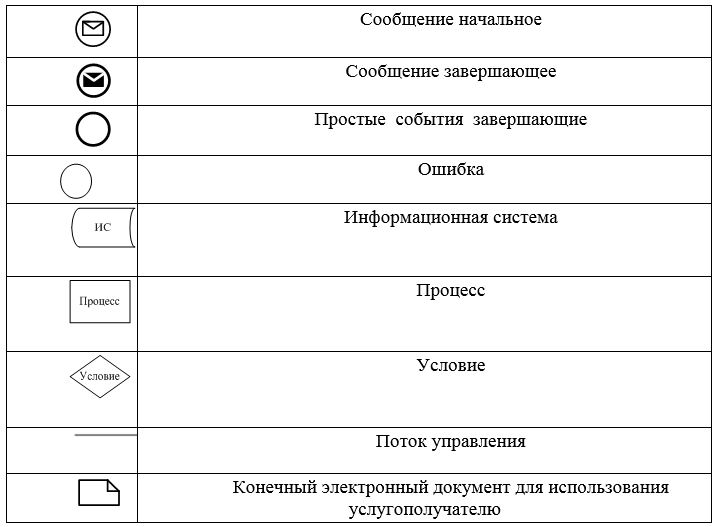 Сообщение начальное
Сообщение завершающее
Простые события завершающие
Ошибка
ИС
Информационная система
Процесс
Процесс
Условие
Условие
Поток управления
Конечный электронный документ для использования
услугополучателю